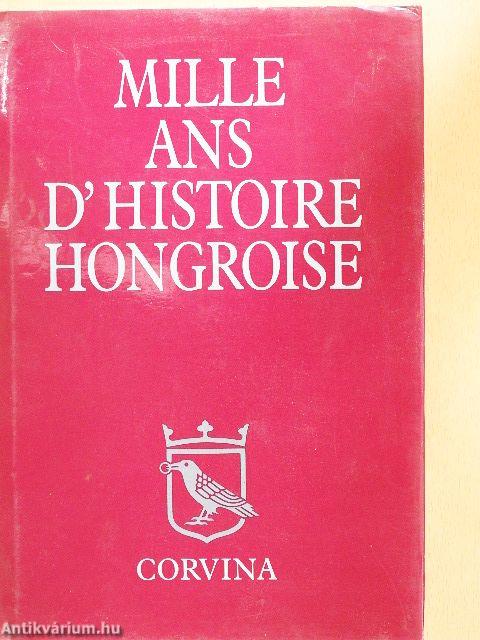 MILLE
ANS
D'HISTOIRE
HONGROISE
CORVINA
Antikvárium.hu